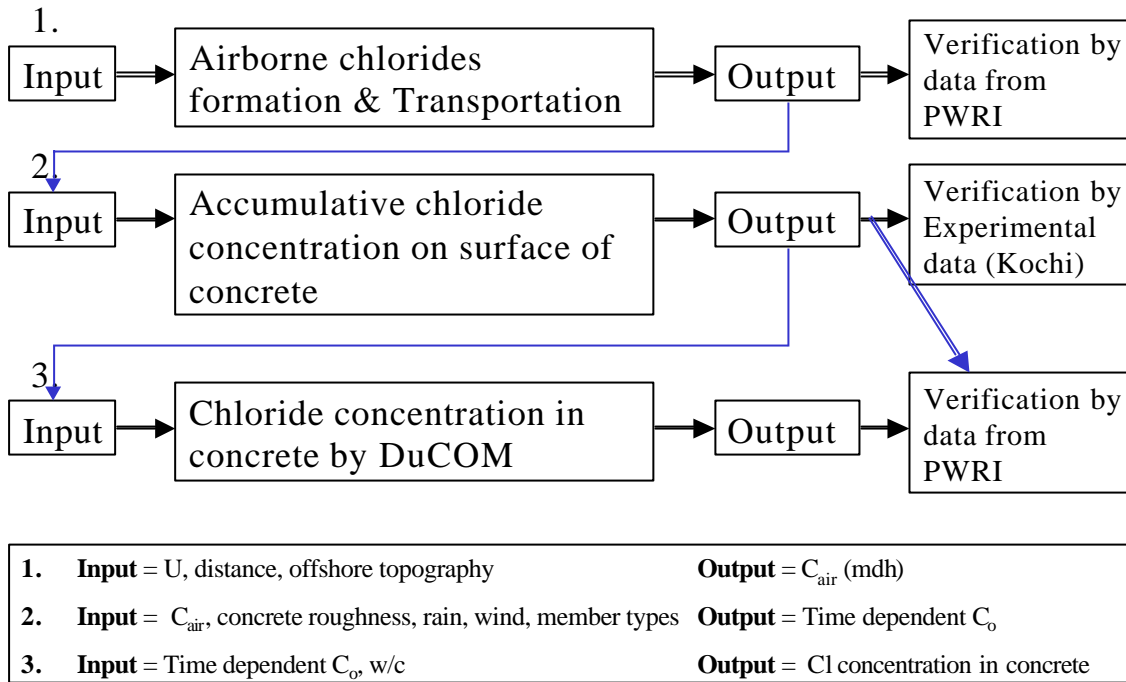 1.
Input
Airborne chlorides
formation & Transportation
Output
Verification by
data from
PWRI
2.
Input
Accumulative chloride
concentration on surface of
concrete
Output
Verification by
Experimental
data (Kochi)
3.
Input
Chloride concentration in
concrete by DuCOM
Output
Verification by
data from
PWRI
1. Input = U, distance, offshore topography Output = Cair (mdh)
2 Input = Cair, concrete roughness, rain, wind, member types Output = Time dependent Co
3 Input = Time dependent Co, w/c Output = Cl concentration in concrete